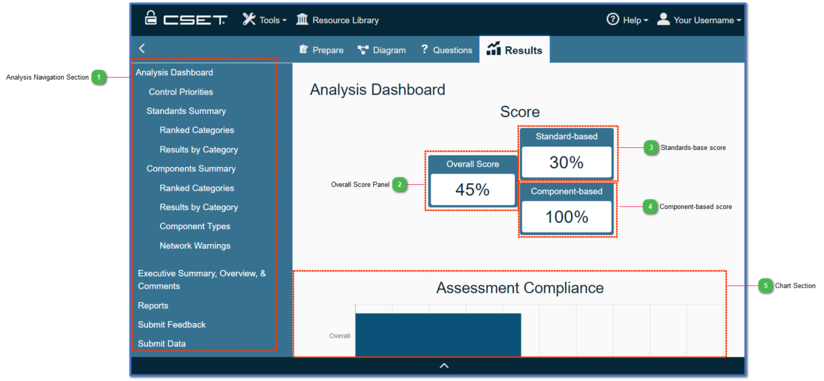 CSET Tools Resource Library Help Your Username
Prepare Diagram ? Questions Results
Analysis Navigation Section 1
Analysis Dashboard
Control Priorities
Standards Summary
Ranked Categories
Results by Category
Components Summary
Ranked Categories
Results by Category
Component Types
Network Warnings
Executive Summary, Overview, &
Comments
Reports
Submit Feedback
Submit Data
Analysis Dashboard
Score
Overall Score Panel 2
Overall Score
45%
Standard-based
30%
3 Standards-base score
Component-based
100%
4 Component-based score
5 Chart Section
Assessment Compliance
Overall